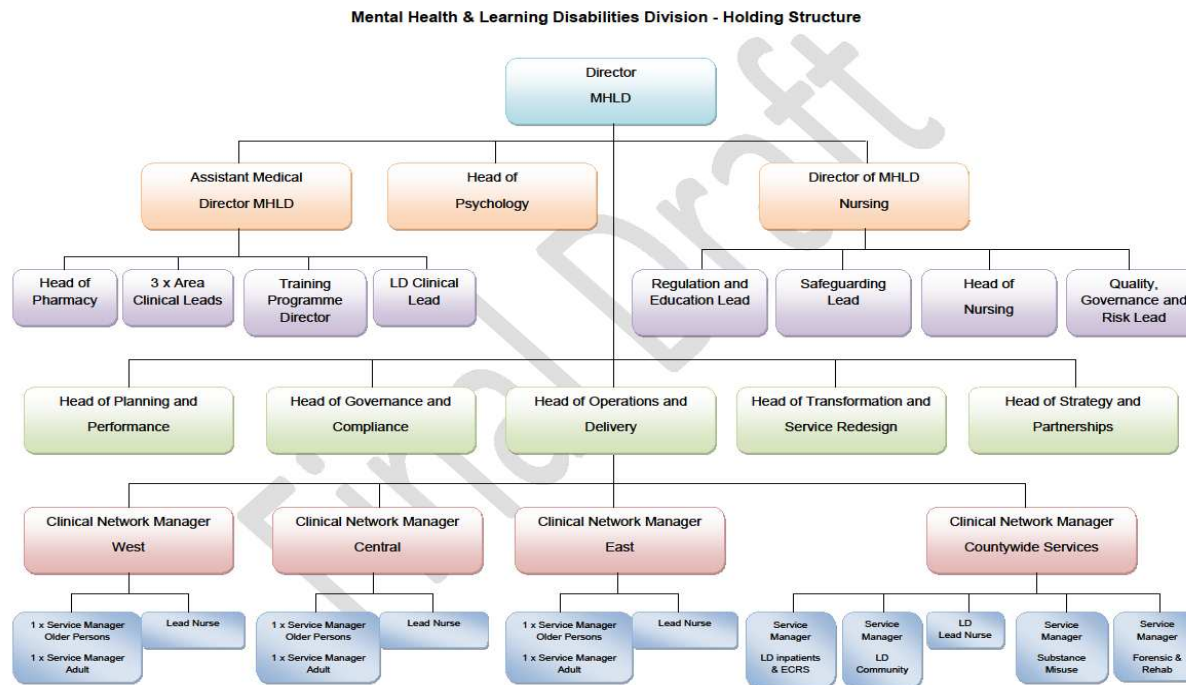 Mental Health & Learning Disabilities Division - Holding Structure
Director
MHLD
Assistant Medical
Director MHLD
Head of
Psychology
Director of MHLD
Nursing
Head of
Pharmacy
3 x Area
Clinical Leads
Training
Programme
Director
LD Clinical
Lead
Regulation and
Education Lead
Safeguarding
Lead
Head of
Nursing
Quality,
Governance and
Risk Lead
Head of Planning and
Performance
Head of Governance and
Compliance
Head of Operations and
Delivery
Head of Transformation and
Service Redesign
Head of Strategy and
Partnerships
Clinical Network Manager
West
Clinical Network Manager
Central
Clinical Network Manager
East
Clinical Network Manager
Countywide Services
1 x Service Manager
Older Persons
1 x Service Manager
Adult
Lead Nurse
1 x Service Manager
Older Persons
1 x Service Manager
Adult
Lead Nurse
1 x Service Manager
Older Persons
1 x Service Manager
Adult
Lead Nurse
Service
Manager
LD inpatients
& ECRS
Service
Manager
LD
Community
LD
Lead Nurse
Service
Manager
Substance
Misuse
Service
Manager
Forensic &
Rehab
Final Draft